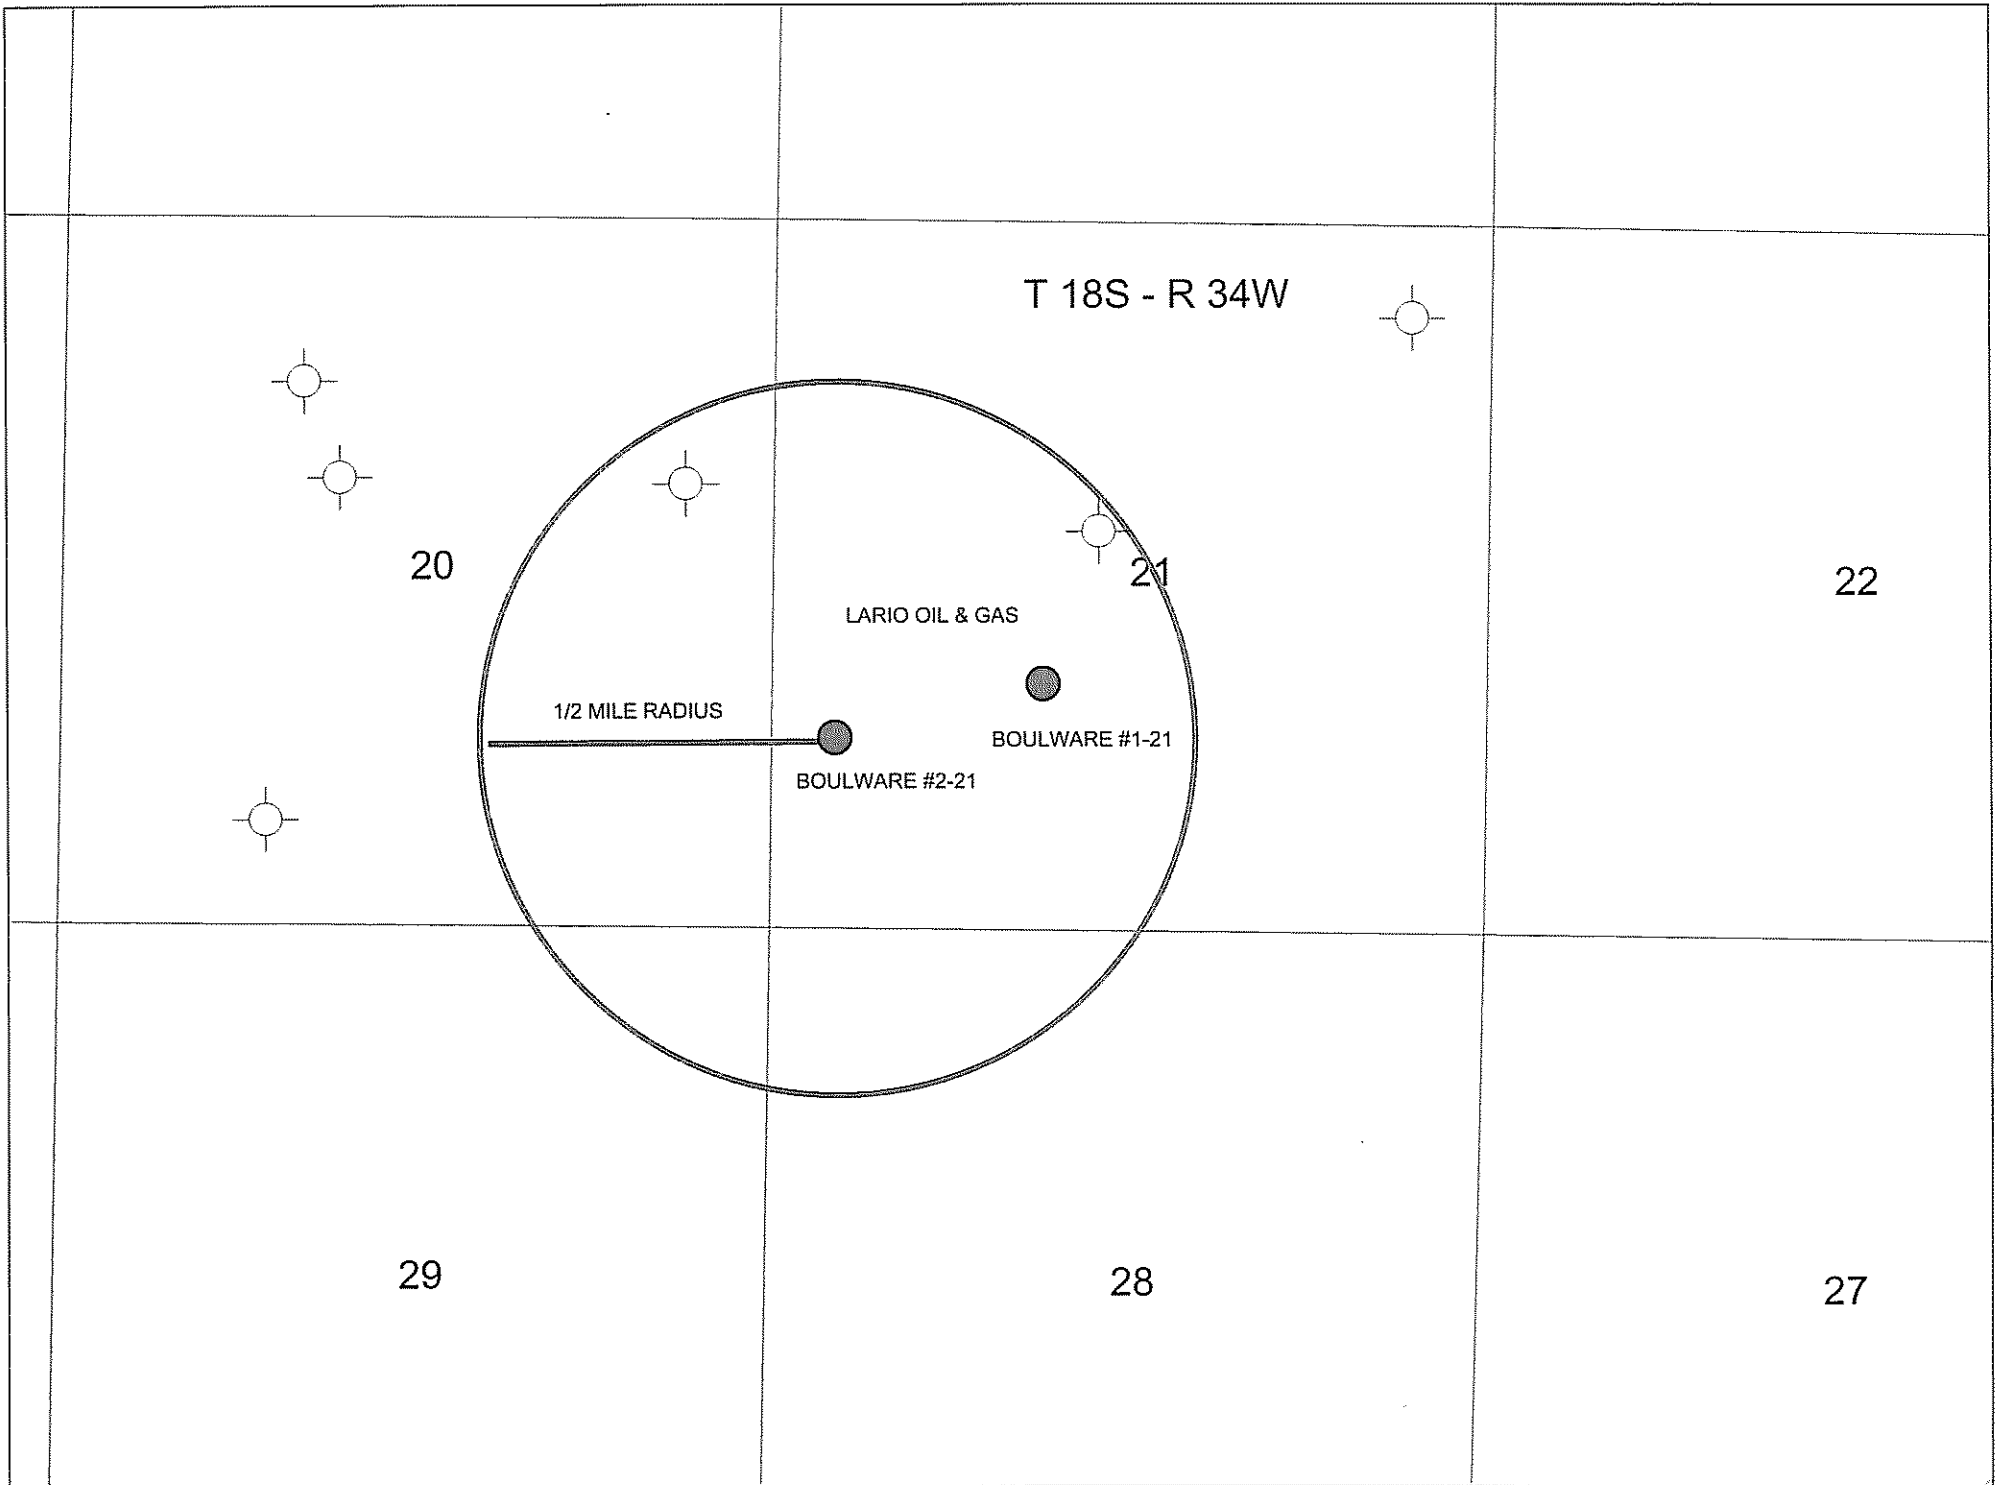 T 18S - R 34W
20
21
22
LARIO OIL & GAS
1/2 MILE RADIUS
BOULWARE #1-21
BOULWARE #2-21
29
28
27